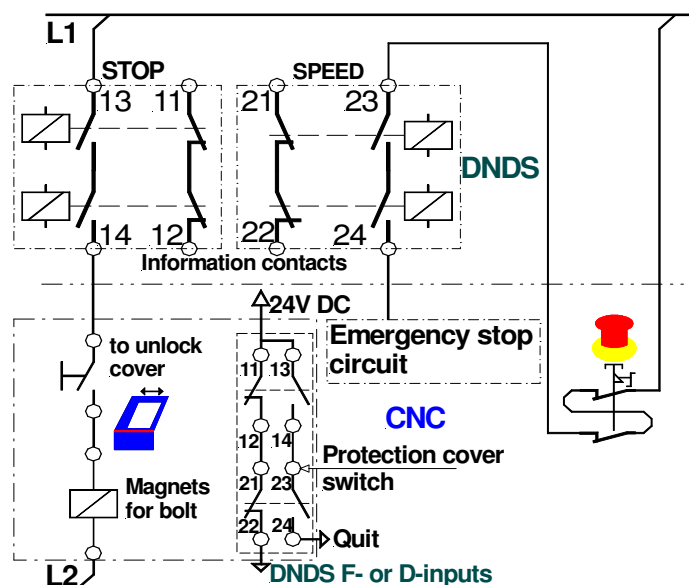 L1
STOP
SPEED
13 11
21 23
DNDS
14 12
22 24
Information contacts
24V DC
Emergency stop
circuit
to unlock
cover
11 13
CNC
12 14
Protection cover
switch
21 23
Magnets
for bolt
22 24
Quit
L2
DNDS F- or D-inputs